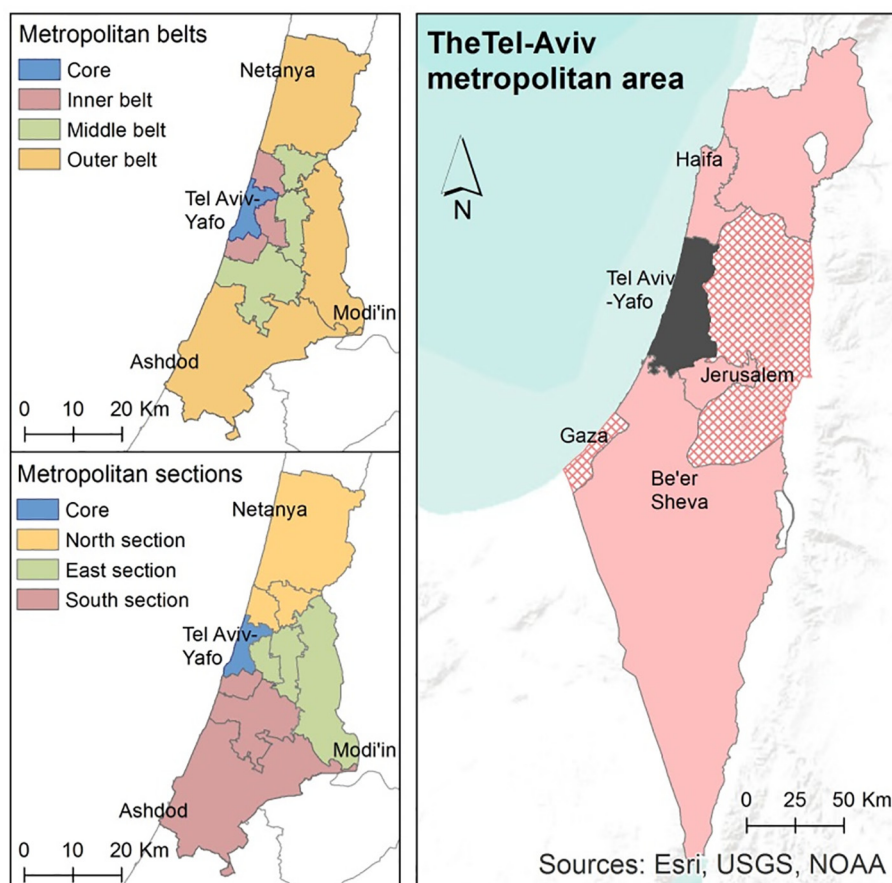 Metropolitan belts
Core
Inner belt
Middle belt
Outer belt
Netanya
Tel Aviv-
Yafo
Modi'in
Ashdod
0 10 20 Km
Metropolitan sections
Core
North section
East section
South section
Netanya
Tel Aviv-
Yafo
Modi'in
Ashdod
0 10 20 Km
TheTel-Aviv
metropolitan area
N
Haifa
Tel Aviv
-Yafo
Jerusalem
Gaza
Be'er
Sheva
0 25 50 Km
Sources: Esri, USGS, NOAA